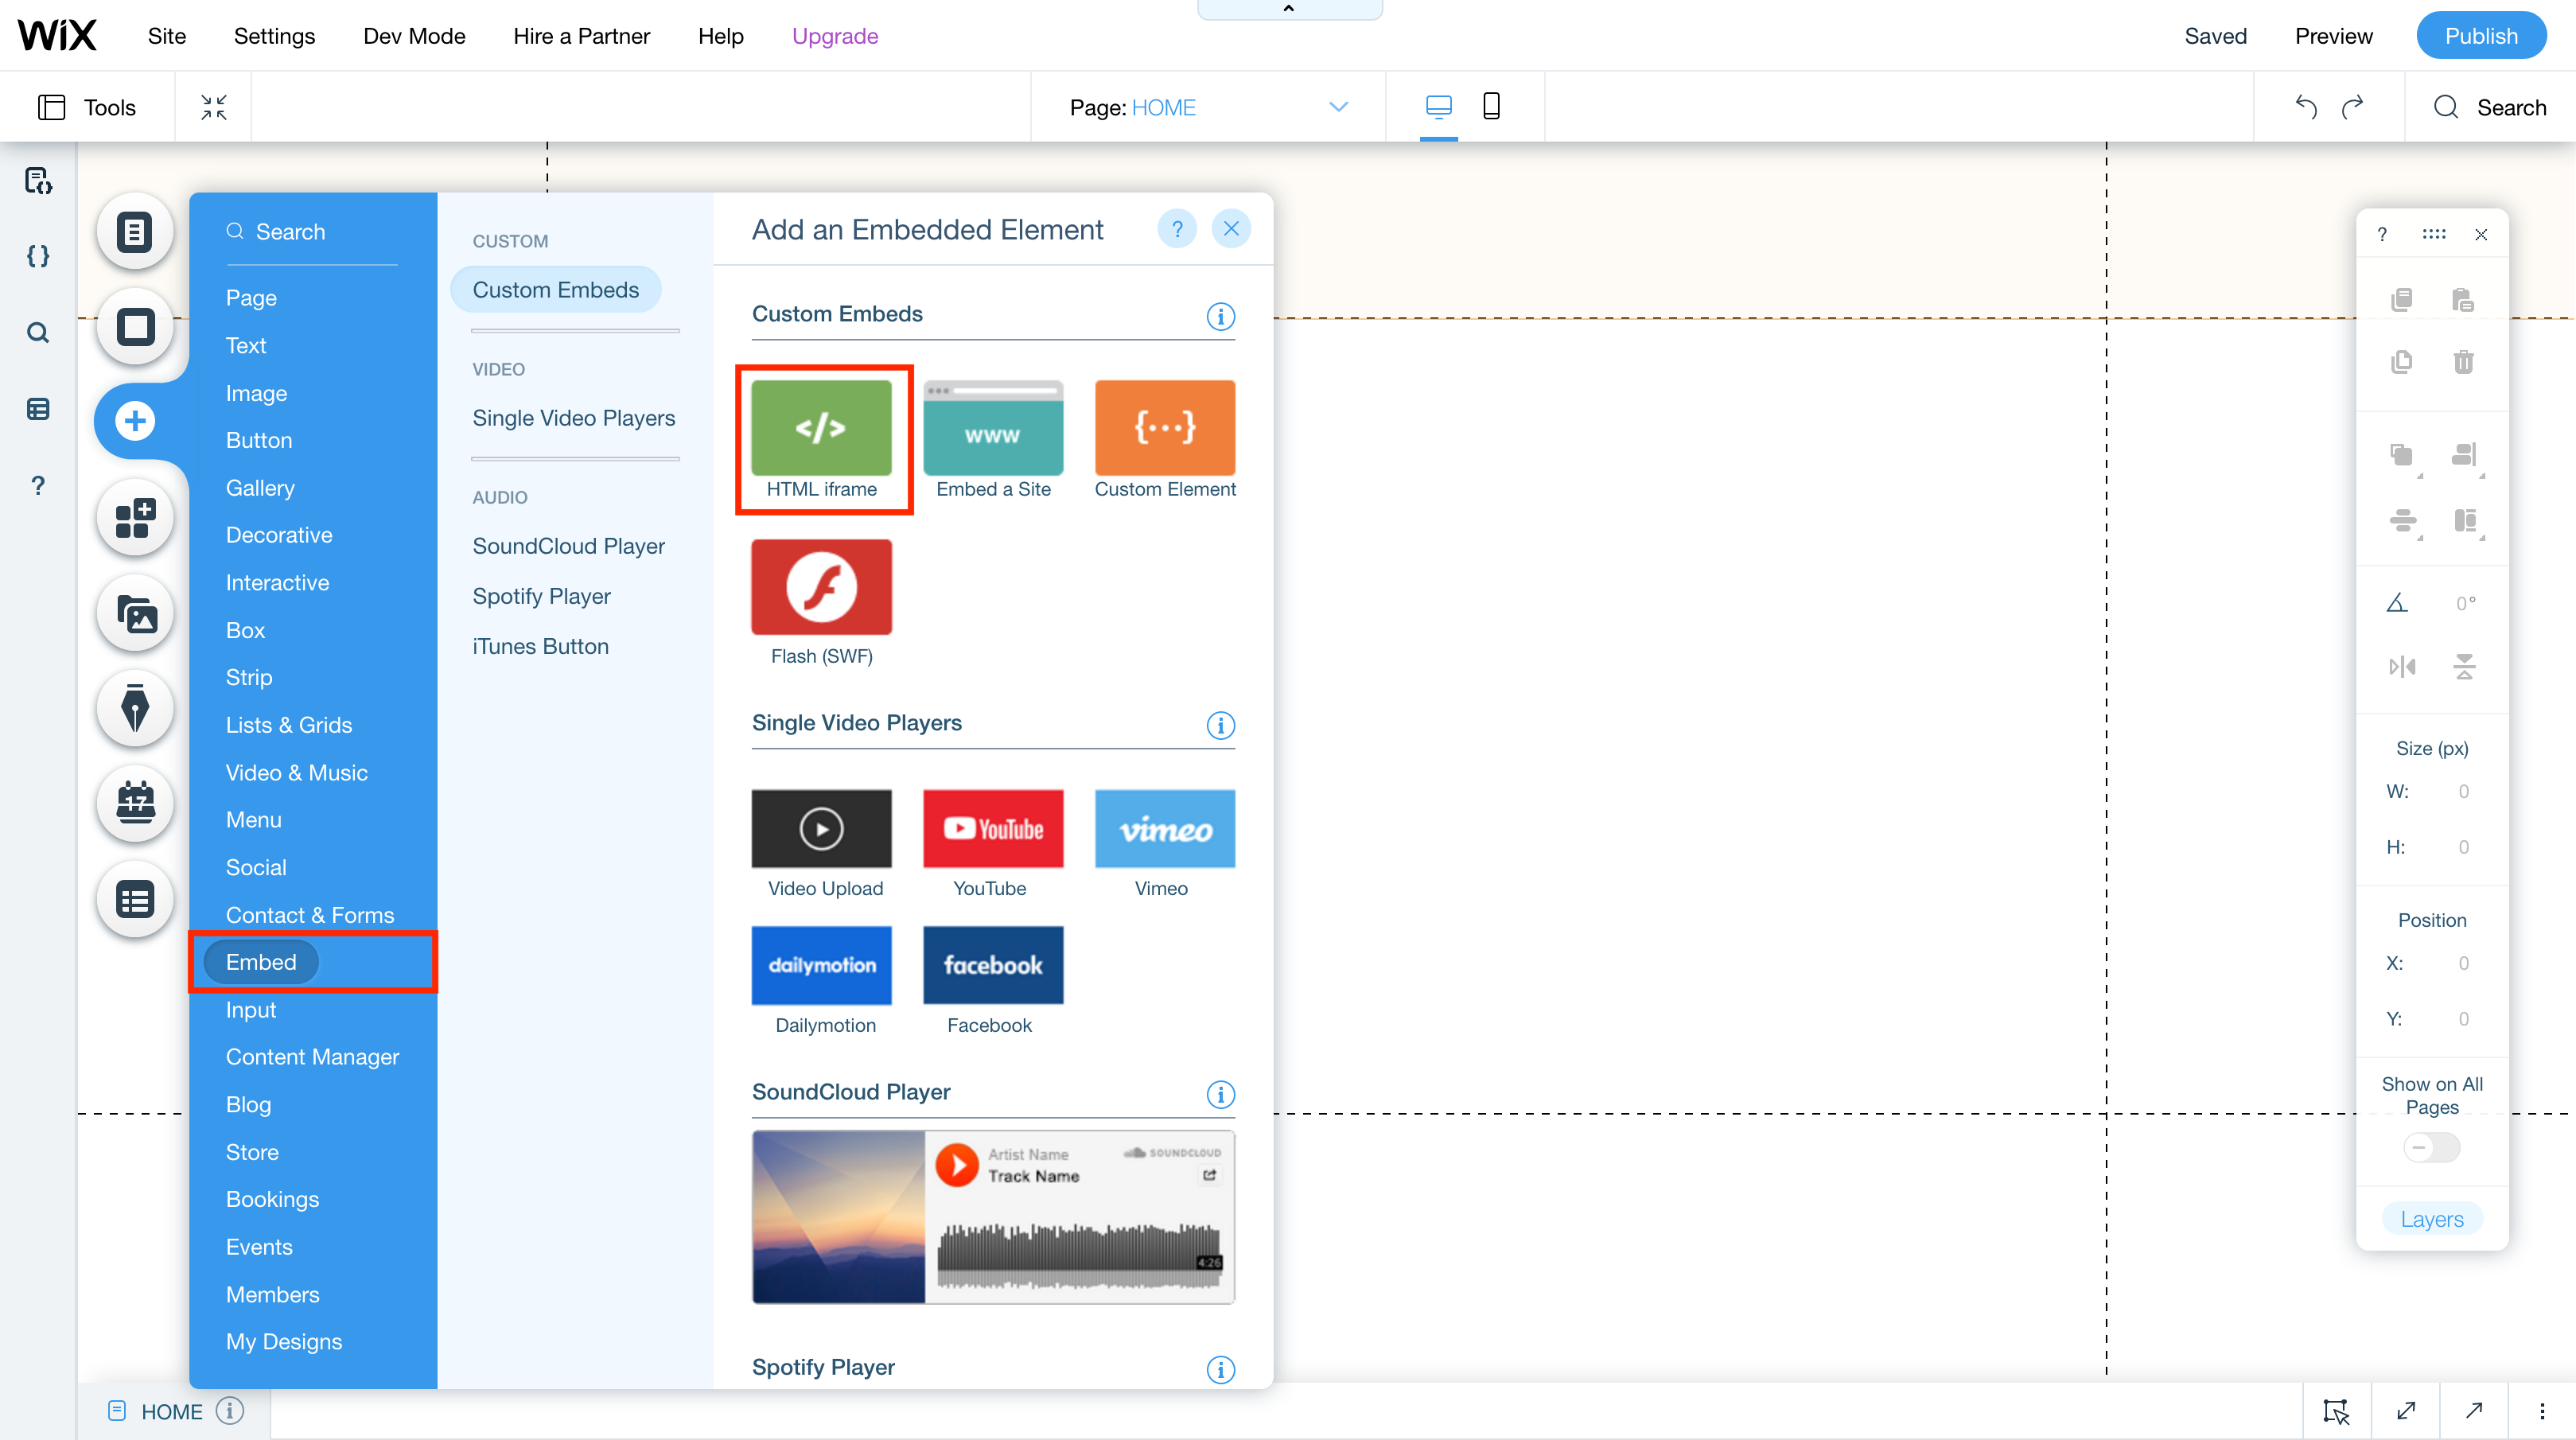 WiX Site Settings Dev Mode Hire a Partner Help Upgrade Saved Preview Publish
Tools Page: HOME Search
Search
Page
Text
Image
Button
Gallery
Decorative
Interactive
Box
Strip
Lists & Grids
Video & Music
Menu
Social
Contact & Forms
Embed
Input
Content Manager
Blog
Store
Bookings
Events
Members
My Designs
17
CUSTOM
Custom Embeds
VIDEO
Single Video Players
AUDIO
SoundCloud Player
Spotify Player
iTunes Button
Add an Embedded Element ?
Custom Embeds
</> www {...}
HTML iframe Embed a Site Custom Element
Flash (SWF)
Single Video Players
YouTube vimeo
Video Upload YouTube Vimeo
dailymotion facebook
Dailymotion Facebook
SoundCloud Player
Artist Name SOUNDCLOUD
Track Name
4:26
Spotify Player
?
0°
Size (px)
W: 0
H: 0
Position
X: 0
Y: 0
Show on All
Pages
Layers
HOME